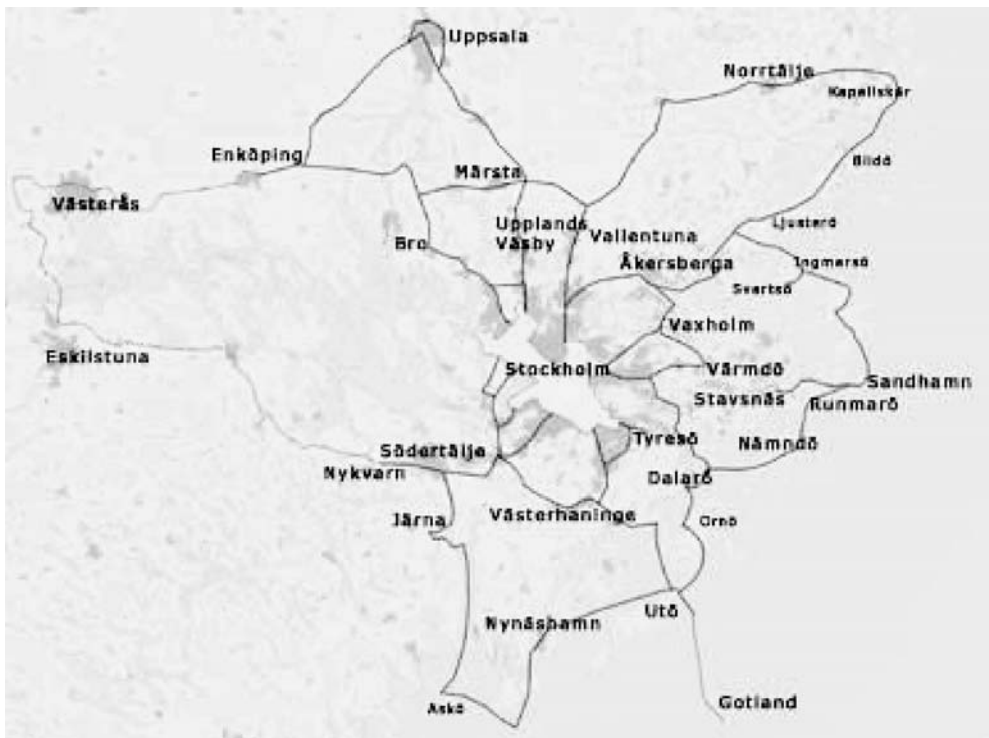 Uppsala
Norrtälje
Kapellskär
Enköping
Märsta
Blidö
Västerås
Upplands
Väsby
Bro
Vallentuna
Ljusterö
Åkersberga
Ingmarsö
Svartsö
Vaxholm
Eskilstuna
Stockholm
Värmdö
Sandhamn
Stavsnäs
Runmarö
Tyresö
Nämndö
Södertälje
Nykvarn
Dalarö
Järna
Västerhaninge
Ornö
Utö
Nynäshamn
Askö
Gotland